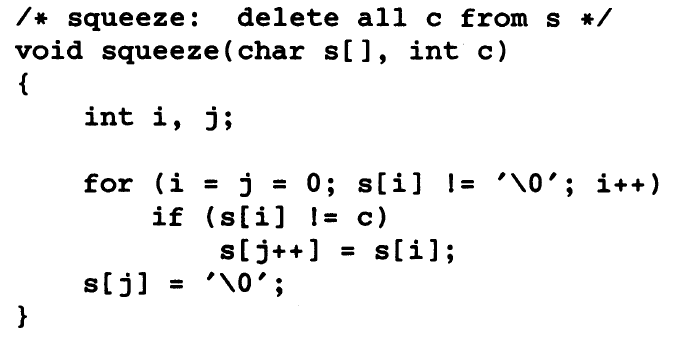 /* squeeze:  delete all c from s */
void squeeze(char s[], int c)
{
    int i, j;

    for (i = j = 0; s[i] != '\0'; i++)
        if (s[i] != c)
            s[j++] = s[i];
    s[j] = '\0';
}